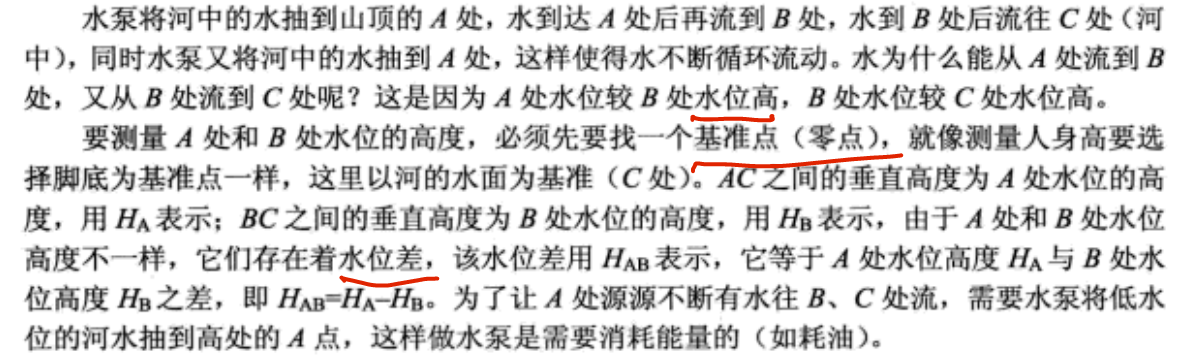 水泵将河中的水抽到山顶的 A 处，水到达 A 处后再流到 B 处，水到 B 处后流往 C 处（河
中），同时水泵又将河中的水抽到 A 处，这样使得水不断循环流动。水为什么能从 A 处流到 B
处，又从 B 处流到 C 处呢？这是因为 A 处水位较 B 处水位高，B 处水位较 C 处水位高。
要测量 A 处和 B 处水位的高度，必须先要找一个基准点（零点），就像测量人身高要选
择脚底为基准点一样，这里以河的水面为基准（C 处）。AC 之间的垂直高度为 A 处水位的高
度，用 HA 表示；BC 之间的垂直高度为 B 处水位的高度，用 HB 表示，由于 A 处和 B 处水位
高度不一样，它们存在着水位差，该水位差用 HAB 表示，它等于 A 处水位高度 HA 与 B 处水
位高度 HB 之差，即 HAB=HA–HB。为了让 A 处源源不断有水往 B、C 处流，需要水泵将低水
位的河水抽到高处的 A 点，这样做水泵是需要消耗能量的（如耗油）。